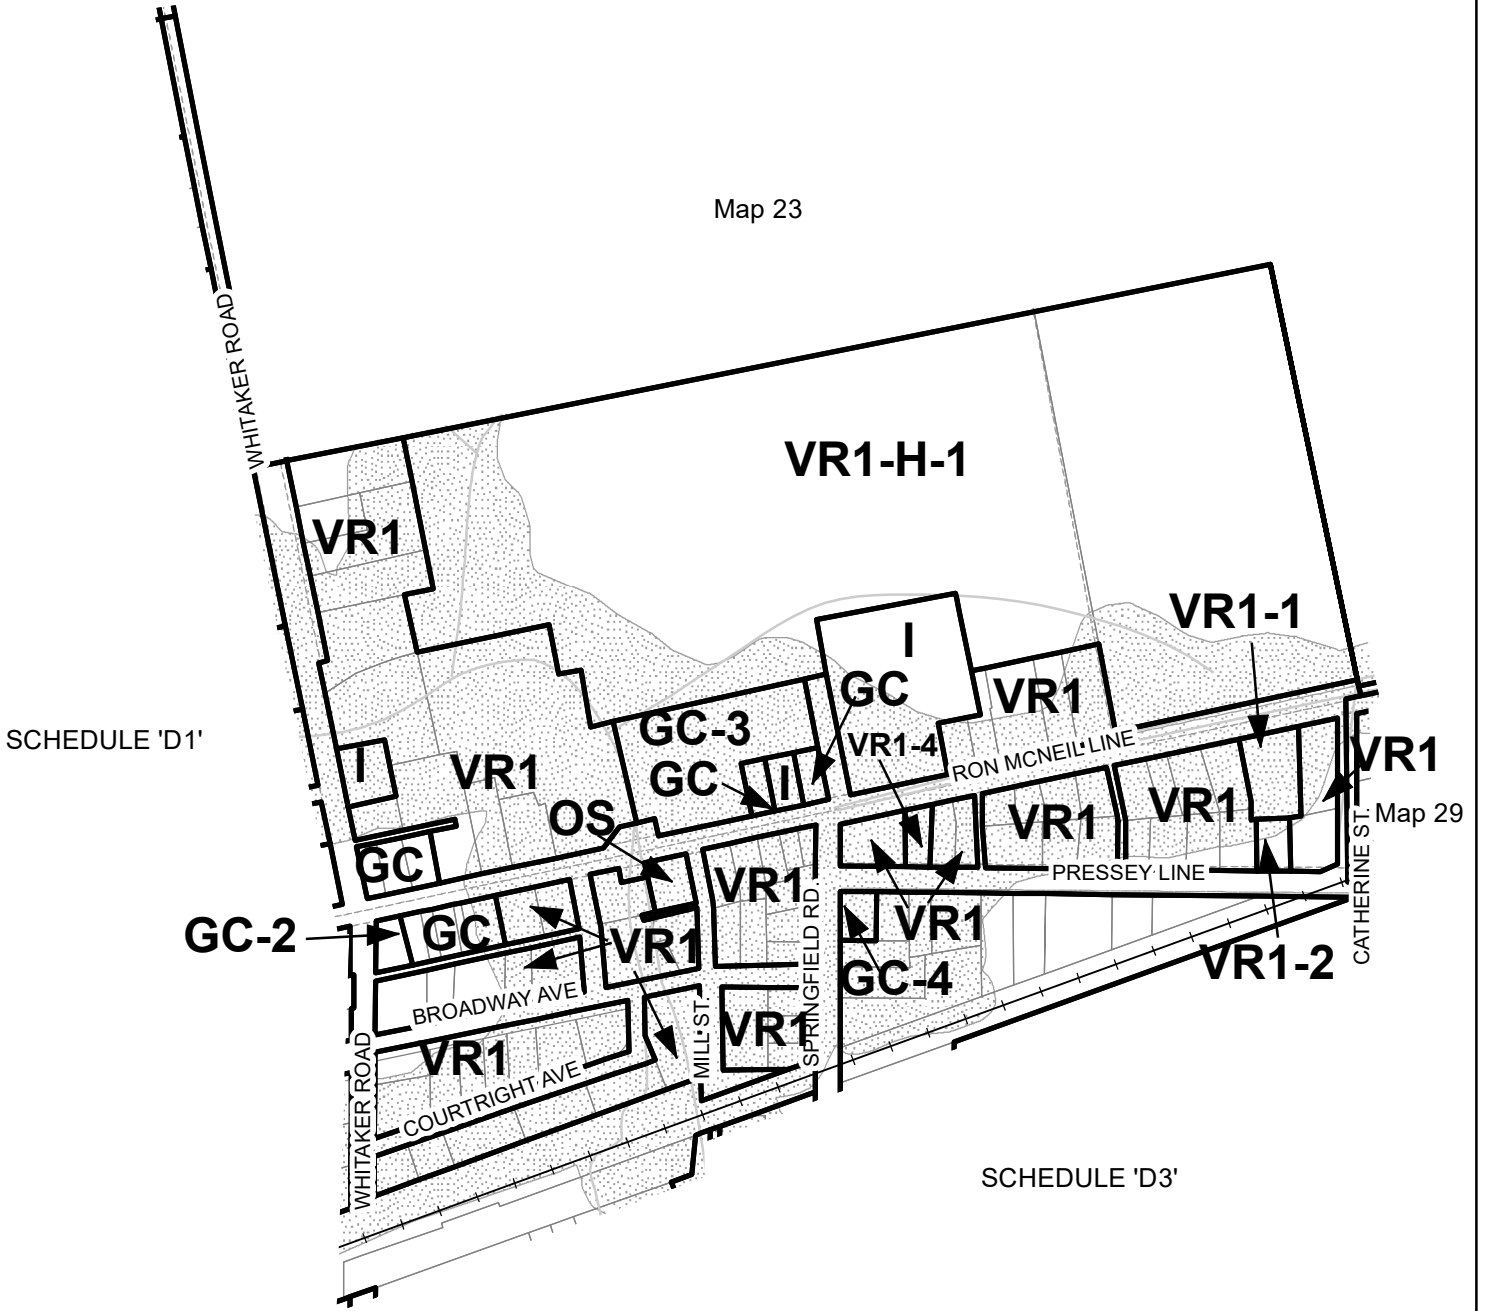 Map 23
WHITAKER ROAD
VR1-H-1
VR1
VR1-1
I
GC
VR1
GC-3
VR1-4
SCHEDULE 'D1'
RON MCNEIL LINE
VR1
I
VR1
GC
I
OS
VR1
VR1
Map 29
GC
VR1
PRESSEY LINE
CATHERINE ST.
GC-2
GC
VR1
VR1
SPRINGFIELD RD.
VR1-2
GC-4
BROADWAY AVE
MILL ST.
VR1
VR1
WHITAKER ROAD
COURTRIGHT AVE
SCHEDULE 'D3'